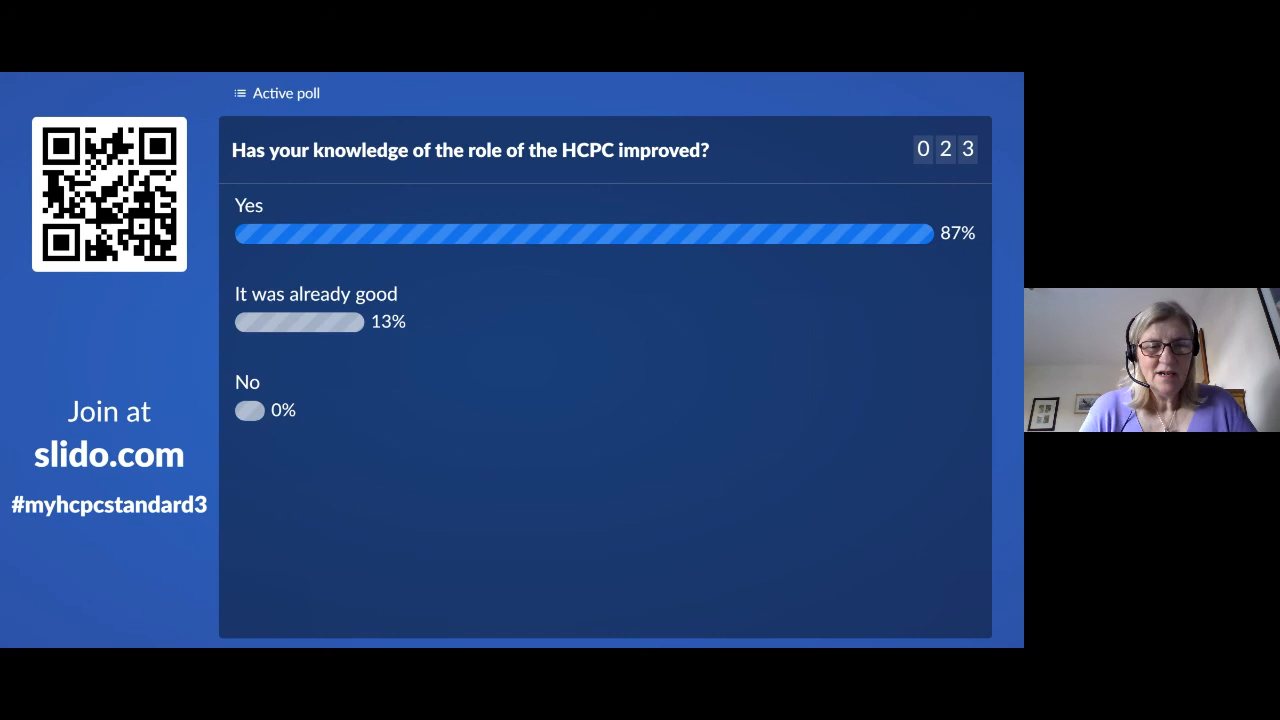 Active poll
Has your knowledge of the role of the HCPC improved?
0 2 3
Yes
87%
It was already good
13%
No
0%
Join at
slido.com
#myhcpcstandard3